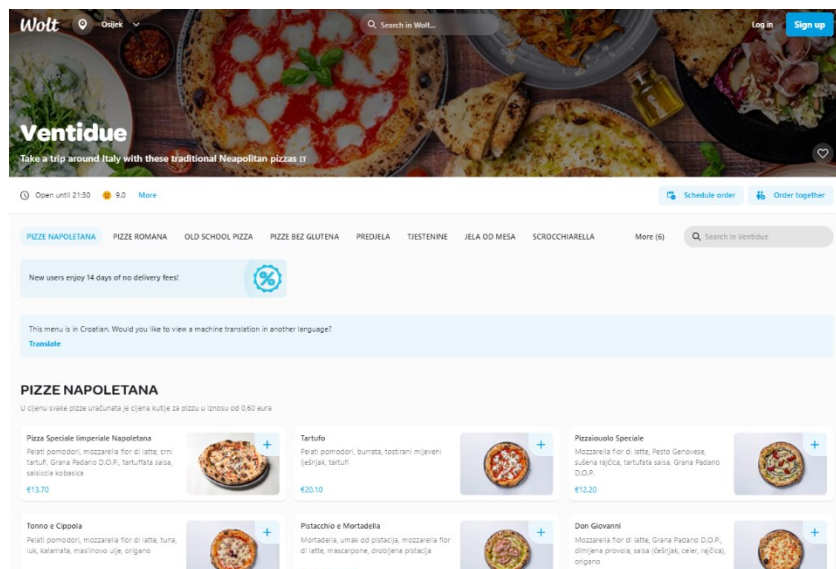 Wolt
Osijek
Search in Wolt...
Log in
Sign up
Ventidue
Take a trip around Italy with these traditional Neapolitan pizzas IT
Open until 21:30
9.0
More
Schedule order
Order together
PIZZE NAPOLETANA
PIZZE ROMANA
OLD SCHOOL PIZZA
PIZZE BEZ GLUTENA
PREDJELA
TJESTENINE
JELA OD MESA
SCROCCHIARELLA
More (6)
Search in Ventidue
New users enjoy 14 days of no delivery fees!
This menu is in Croatian. Would you like to view a machine translation in another language?
Translate
PIZZE NAPOLETANA
U cijenu svake pizze uračunata je cijena kutije za pizzu u iznosu od 0,60 eura
Pizza Speciale Iimperiale Napoletana
Pelati pomodori, mozzarella fior di latte, crni
tartufi, Grana Padano D.O.P., tartuffata salsa,
salsiccia kobasica
€13.70
Tartufo
Pelati pomodori, burrata, tostirani mljeveni
lješnjak, tartufi
€20.10
Pizzaiouolo Speciale
Mozzarella fior di latte, Pesto Genovese,
sušena rajčica, tartufata salsa, Grana Padano
D.O.P.
€12.20
Tonno e Cippola
Pelati pomodori, mozzarella fior di latte, tuna,
luk, kalamata, maslinovo ulje, origano
Pistacchio e Mortadella
Mortadella, umak od pistacija, mozzarella fior
di latte, mascarpone, drobljena pistacija
Don Giovanni
Mozzarella fior di latte, Grana Padano D.O.P.,
dimljena provola, salsa (češnjak, celer, rajčica),
origano